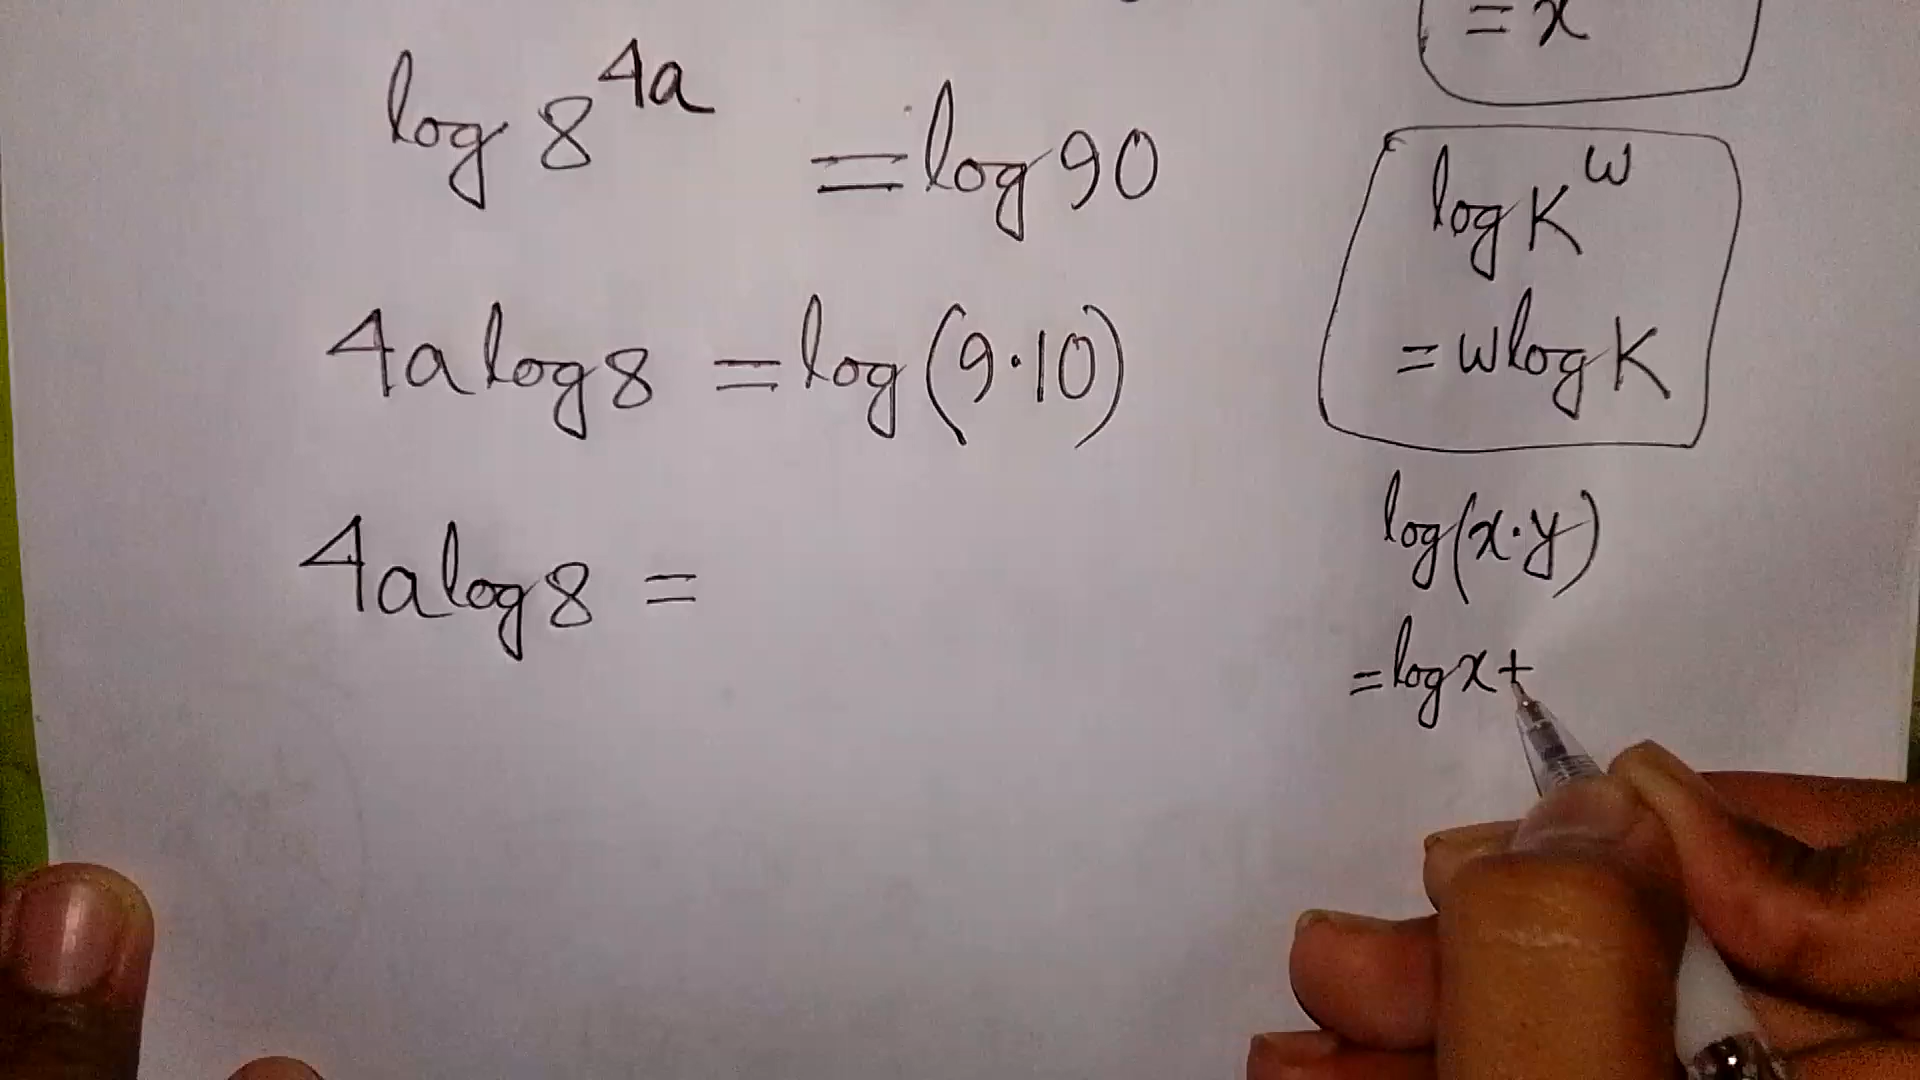 log 8^4a = log 90
4a log 8 = log (9·10)
4a log 8 =
= x
log K^w
= w log K
log(x·y)
= log x +